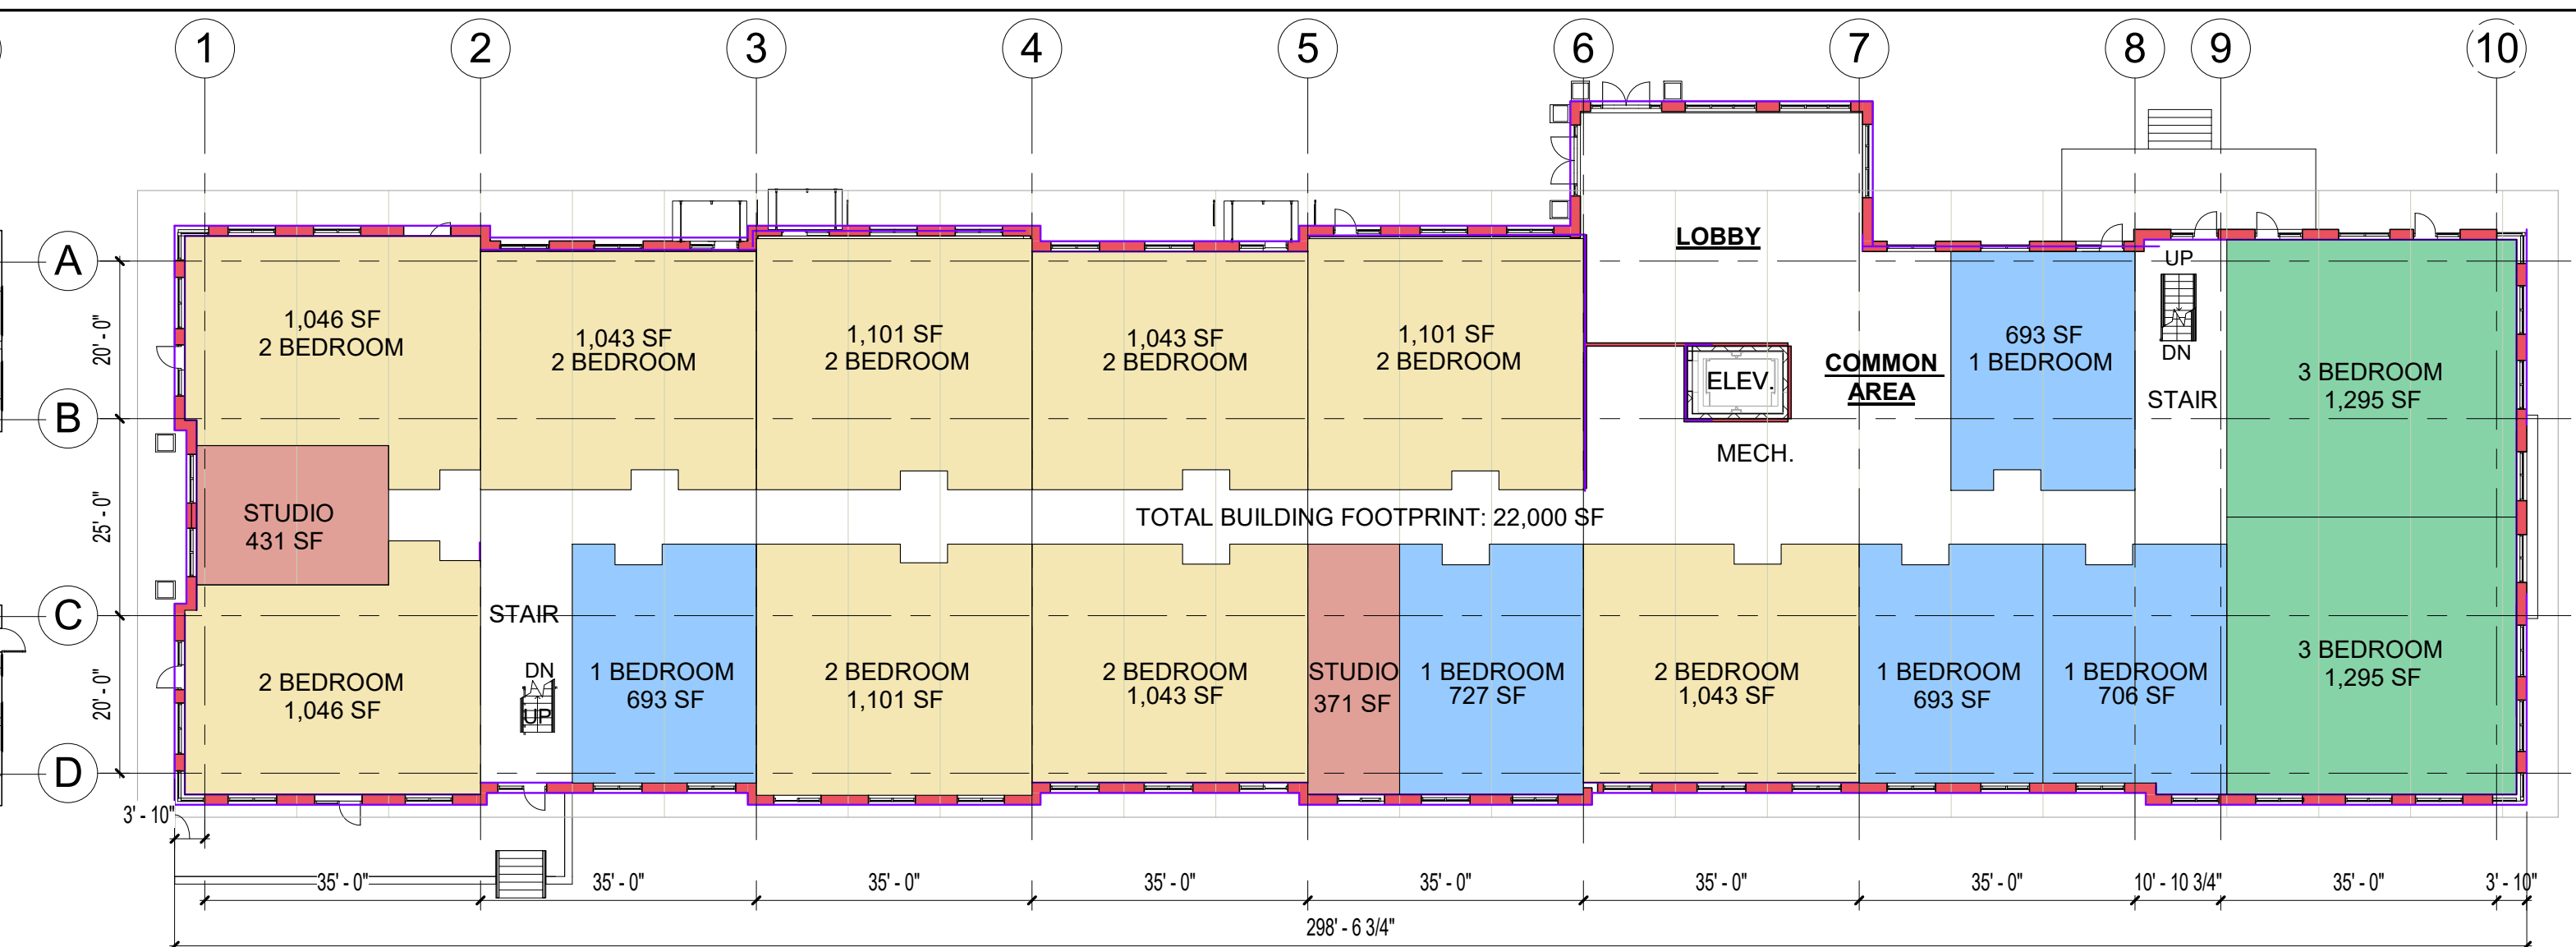 1 2 3 4 5 6 7 8 9 10
A
B
C
D
20' - 0"
25' - 0"
20' - 0"
3' - 10"
1,046 SF
2 BEDROOM
1,043 SF
2 BEDROOM
1,101 SF
2 BEDROOM
1,043 SF
2 BEDROOM
1,101 SF
2 BEDROOM
LOBBY
ELEV.
MECH.
COMMON
AREA
693 SF
1 BEDROOM
UP
DN
STAIR
3 BEDROOM
1,295 SF
STUDIO
431 SF
TOTAL BUILDING FOOTPRINT: 22,000 SF
2 BEDROOM
1,046 SF
STAIR
DN
UP
1 BEDROOM
693 SF
2 BEDROOM
1,101 SF
2 BEDROOM
1,043 SF
STUDIO
371 SF
1 BEDROOM
727 SF
2 BEDROOM
1,043 SF
1 BEDROOM
693 SF
1 BEDROOM
706 SF
3 BEDROOM
1,295 SF
35' - 0" 35' - 0" 35' - 0" 35' - 0" 35' - 0" 35' - 0" 35' - 0" 10' - 10 3/4" 35' - 0" 3' - 10"
298' - 6 3/4"